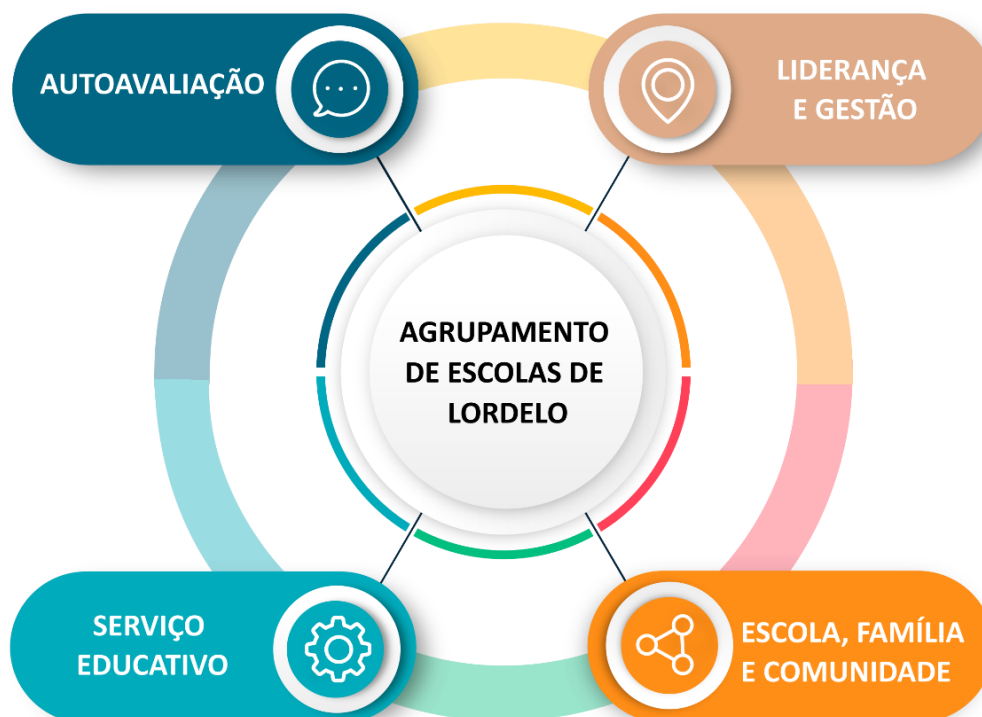 AUTOAVALIAÇÃO
LIDERANÇA
E GESTÃO
AGRUPAMENTO
DE ESCOLAS DE
LORDELO
SERVIÇO
EDUCATIVO
ESCOLA, FAMÍLIA
E COMUNIDADE